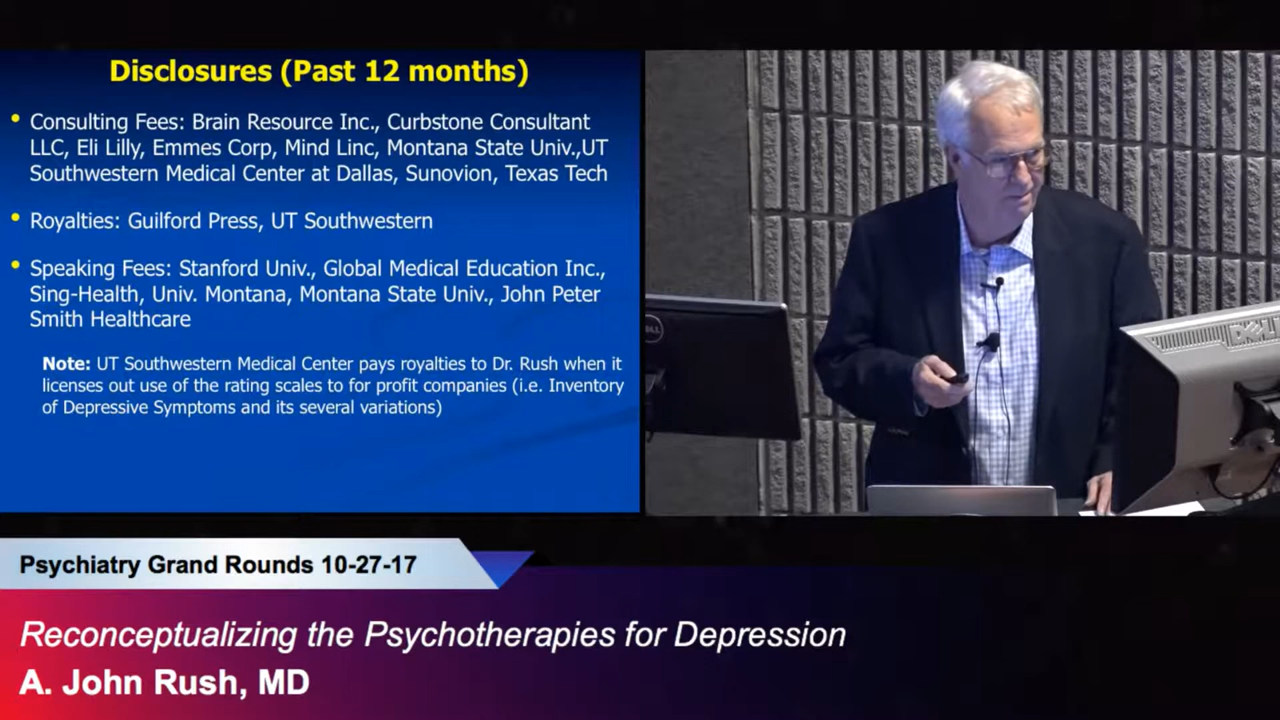 Disclosures (Past 12 months)
• Consulting Fees: Brain Resource Inc., Curbstone Consultant
LLC, Eli Lilly, Emmes Corp, Mind Linc, Montana State Univ.,UT
Southwestern Medical Center at Dallas, Sunovion, Texas Tech
• Royalties: Guilford Press, UT Southwestern
• Speaking Fees: Stanford Univ., Global Medical Education Inc.,
Sing-Health, Univ. Montana, Montana State Univ., John Peter
Smith Healthcare
Note: UT Southwestern Medical Center pays royalties to Dr. Rush when it
licenses out use of the rating scales to for profit companies (i.e. Inventory
of Depressive Symptoms and its several variations)
DELL
DELL
Psychiatry Grand Rounds 10-27-17
Reconceptualizing the Psychotherapies for Depression
A. John Rush, MD